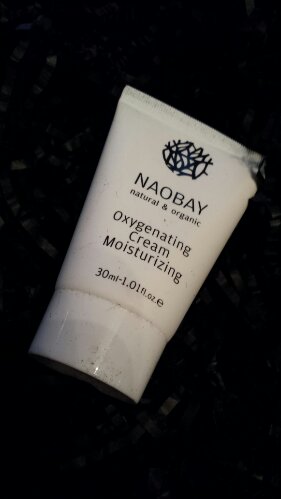 NAOBAY
natural & organic
Oxygenating
Cream
Moisturizing
30ml-1.01fl.oz.e